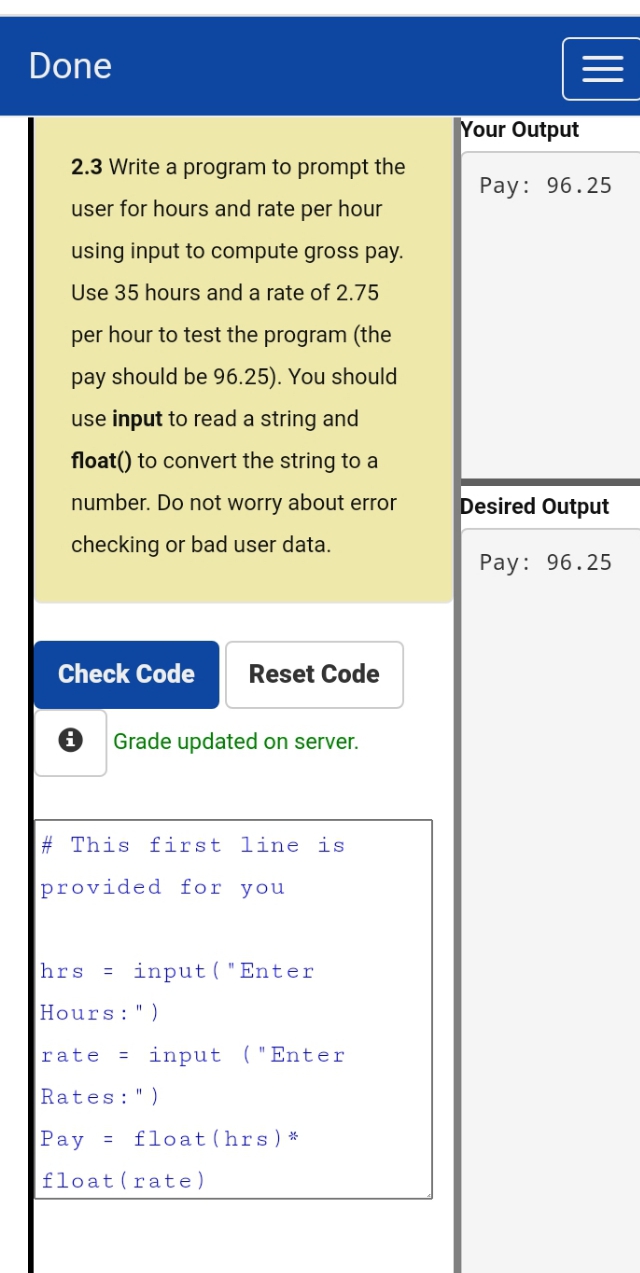 Done
2.3 Write a program to prompt the
user for hours and rate per hour
using input to compute gross pay.
Use 35 hours and a rate of 2.75
per hour to test the program (the
pay should be 96.25). You should
use input to read a string and
float() to convert the string to a
number. Do not worry about error
checking or bad user data.
Check Code
Reset Code
Grade updated on server.
# This first line is
provided for you
hrs = input("Enter
Hours:")
rate = input ("Enter
Rates:")
Pay = float(hrs)*
float(rate)
Your Output
Pay: 96.25
Desired Output
Pay: 96.25